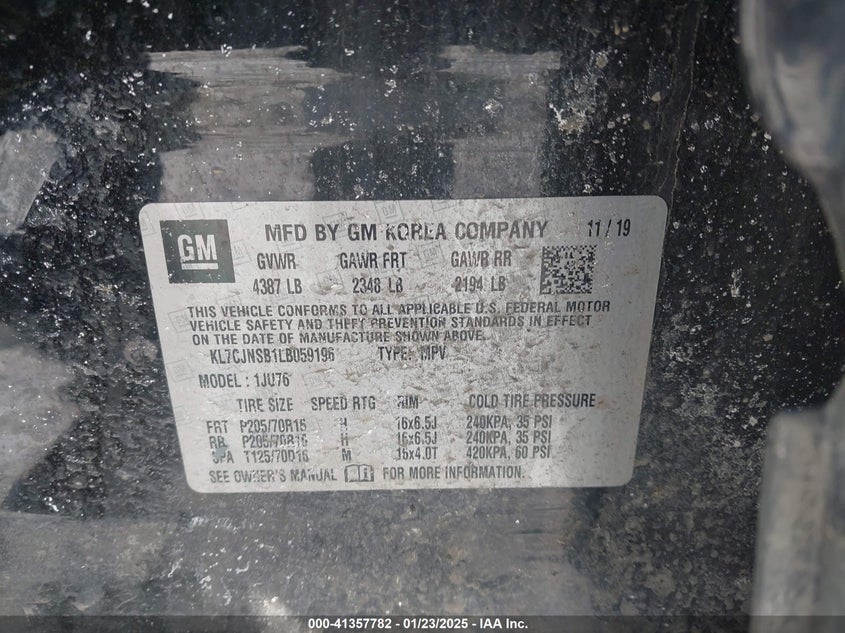 GM MFD BY GM KOREA COMPANY 11 / 19
GVWR GAWR FRT GAWR RR
4387 LB 2348 LB 2194 LB
THIS VEHICLE CONFORMS TO ALL APPLICABLE U.S. FEDERAL MOTOR
VEHICLE SAFETY AND THEFT PREVENTION STANDARDS IN EFFECT
ON THE DATE OF MANUFACTURE SHOWN ABOVE.
KL7CJNSB1LB059196 TYPE: MPV
MODEL : 1JU76
TIRE SIZE SPEED RTG RIM COLD TIRE PRESSURE
FRT P205/70R16 H 16x6.5J 240KPA, 35 PSI
RR P205/70R16 H 16x6.5J 240KPA, 35 PSI
SPA T125/70D16 M 16x4.0T 420KPA, 60 PSI
SEE OWNER'S MANUAL FOR MORE INFORMATION.
000-41357782 - 01/23/2025 - IAA Inc.